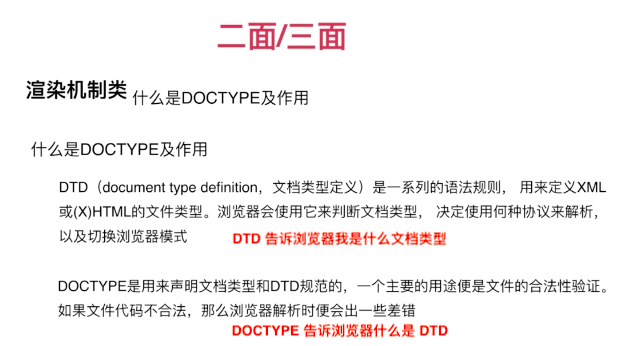 二面/三面
渲染机制类 什么是DOCTYPE及作用
什么是DOCTYPE及作用
DTD（document type definition，文档类型定义）是一系列的语法规则， 用来定义XML
或(X)HTML的文件类型。浏览器会使用它来判断文档类型， 决定使用何种协议来解析，
以及切换浏览器模式 DTD 告诉浏览器我是什么文档类型
DOCTYPE是用来声明文档类型和DTD规范的，一个主要的用途便是文件的合法性验证。
如果文件代码不合法，那么浏览器解析时便会出一些差错
DOCTYPE 告诉浏览器什么是 DTD